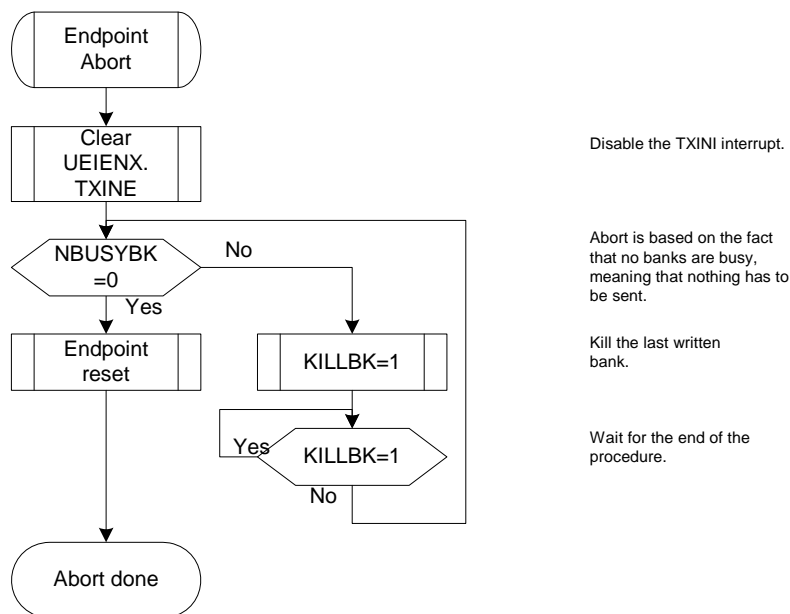 Endpoint
Abort
Clear
UEIENX.
TXINE
Disable the TXINI interrupt.
NBUSYBK
=0
No
Yes
Abort is based on the fact
that no banks are busy,
meaning that nothing has to
be sent.
Endpoint
reset
KILLBK=1
Kill the last written
bank.
Yes
KILLBK=1
No
Wait for the end of the
procedure.
Abort done